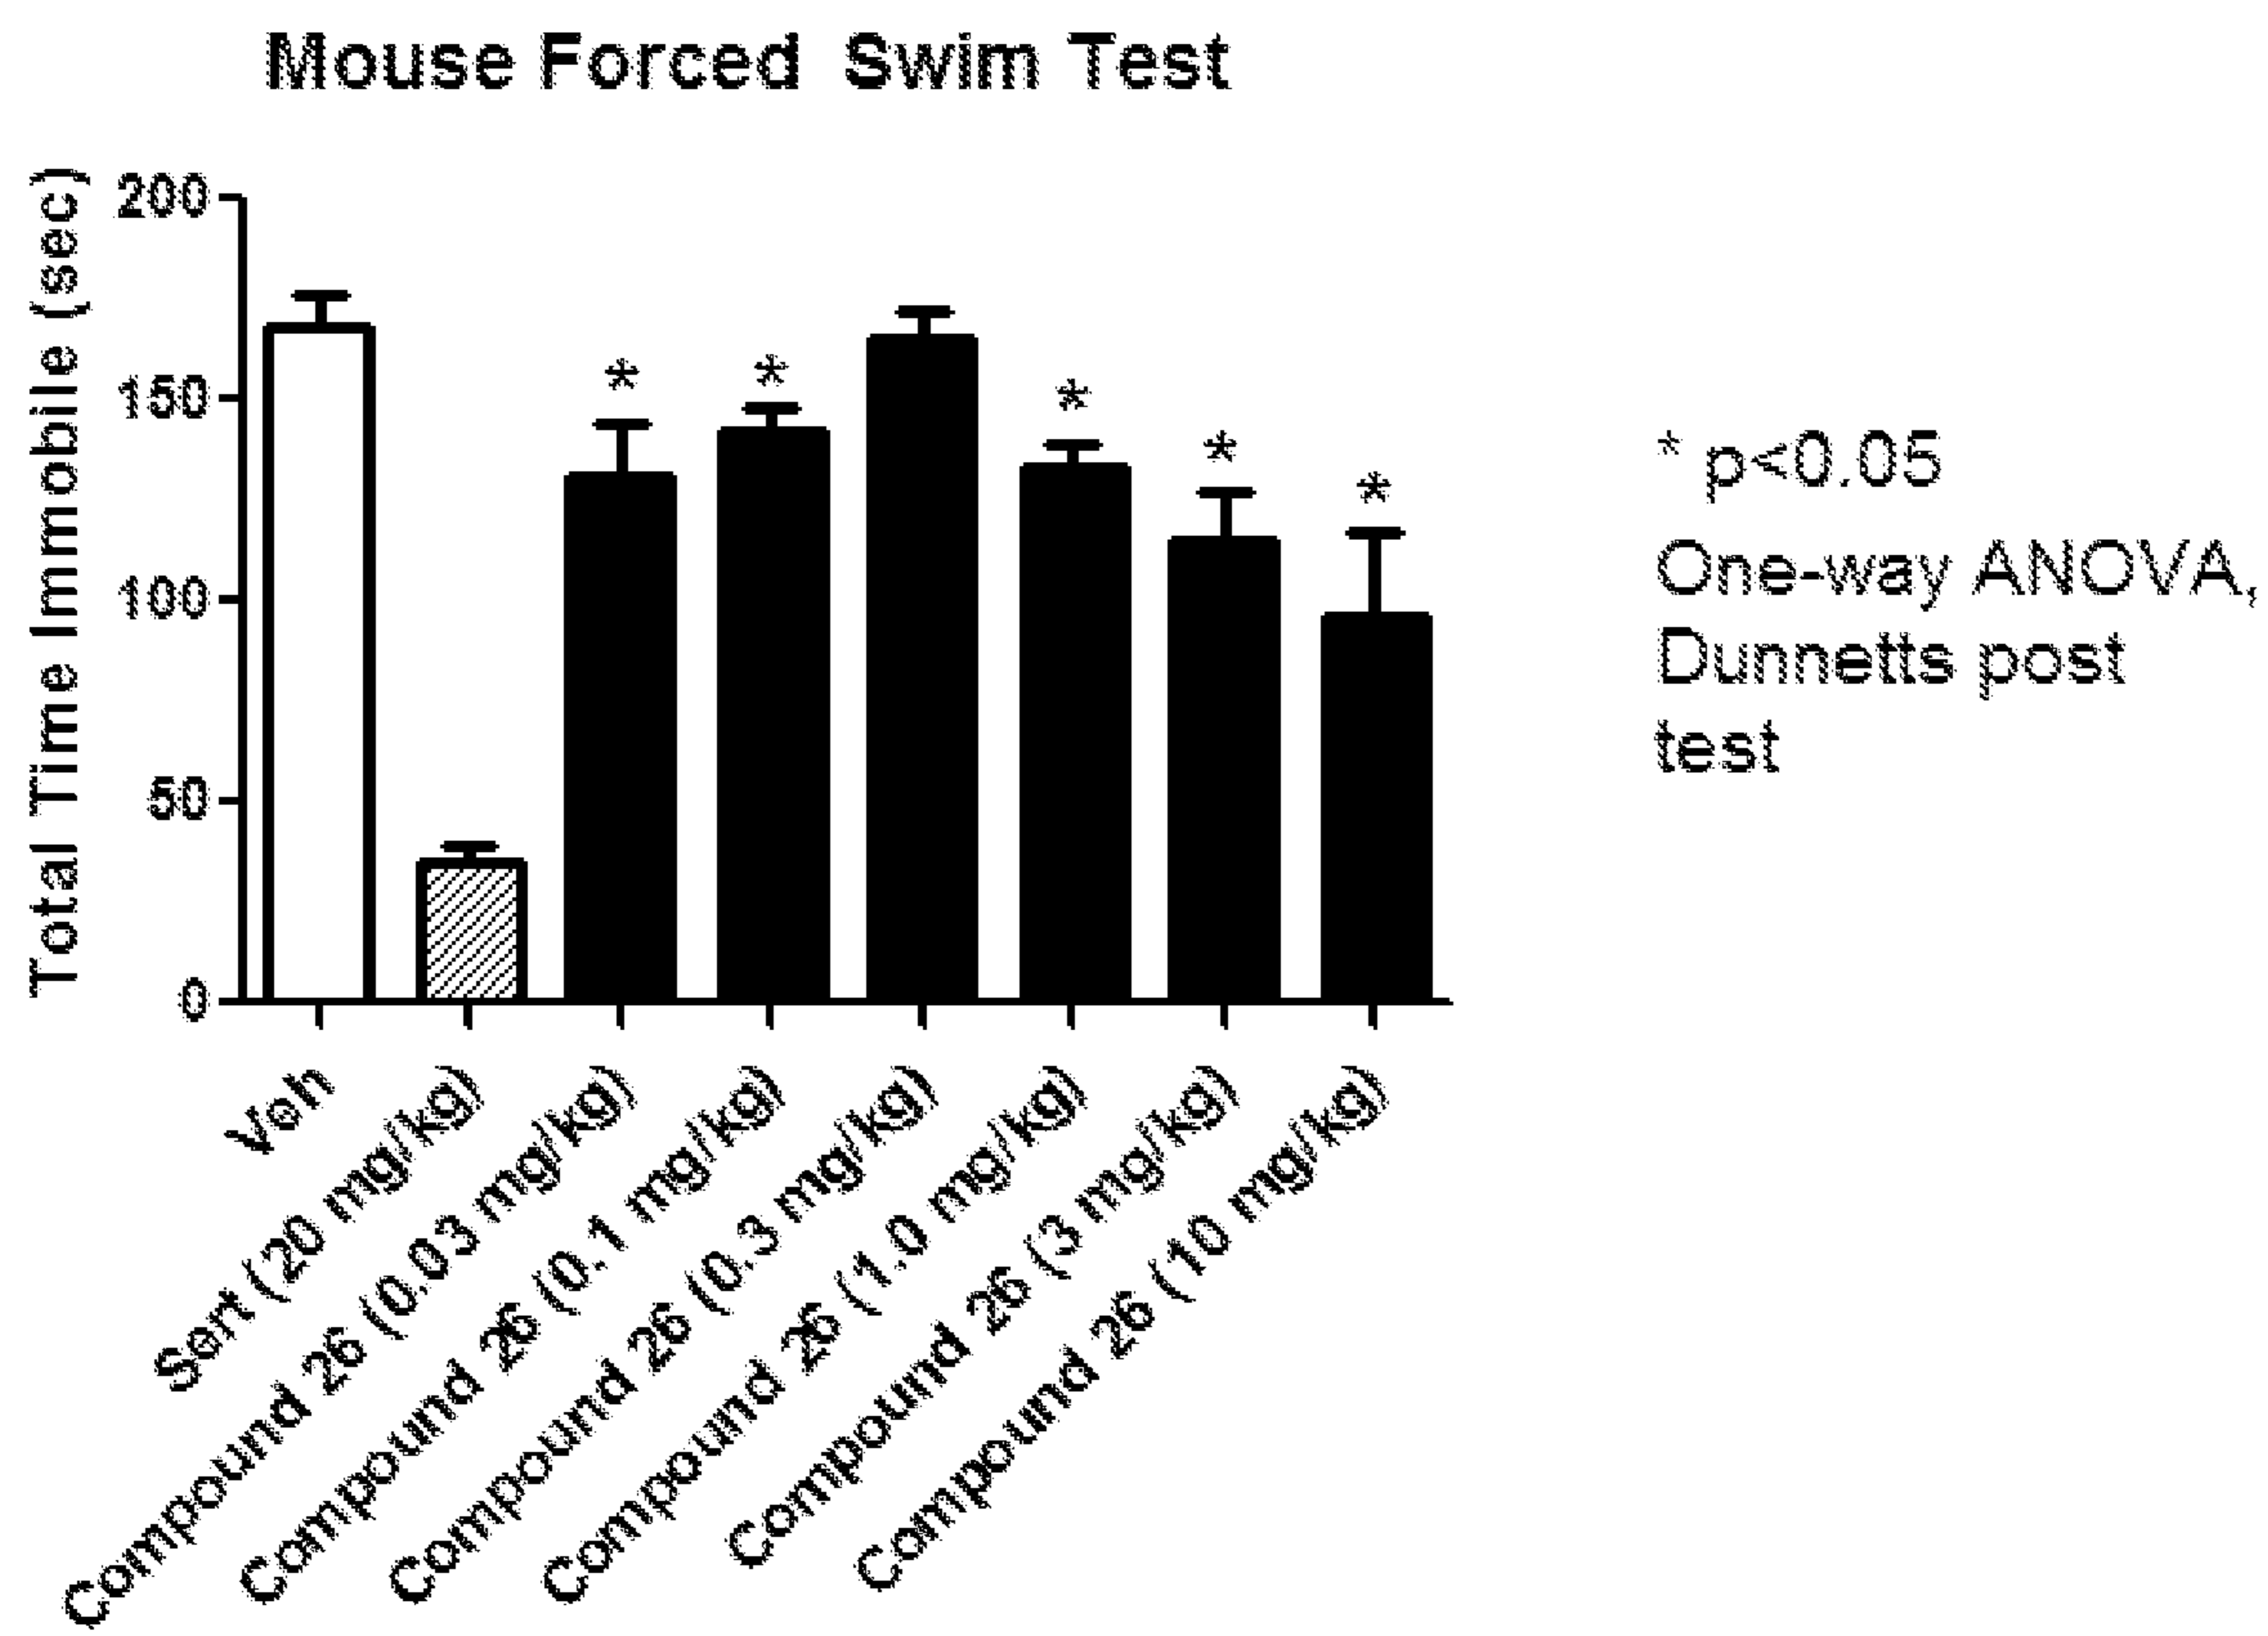 Mouse Forced Swim Test
Total Time Immobile (sec)
200
150
100
50
0
*
*
*
*
*
* p<0.05
One-way ANOVA,
Dunnetts post
test
Veh
Sert (20 mg/kg)
Compound 26 (0.03 mg/kg)
Compound 26 (0.1 mg/kg)
Compound 26 (0.3 mg/kg)
Compound 26 (1.0 mg/kg)
Compound 26 (3 mg/kg)
Compound 26 (10 mg/kg)